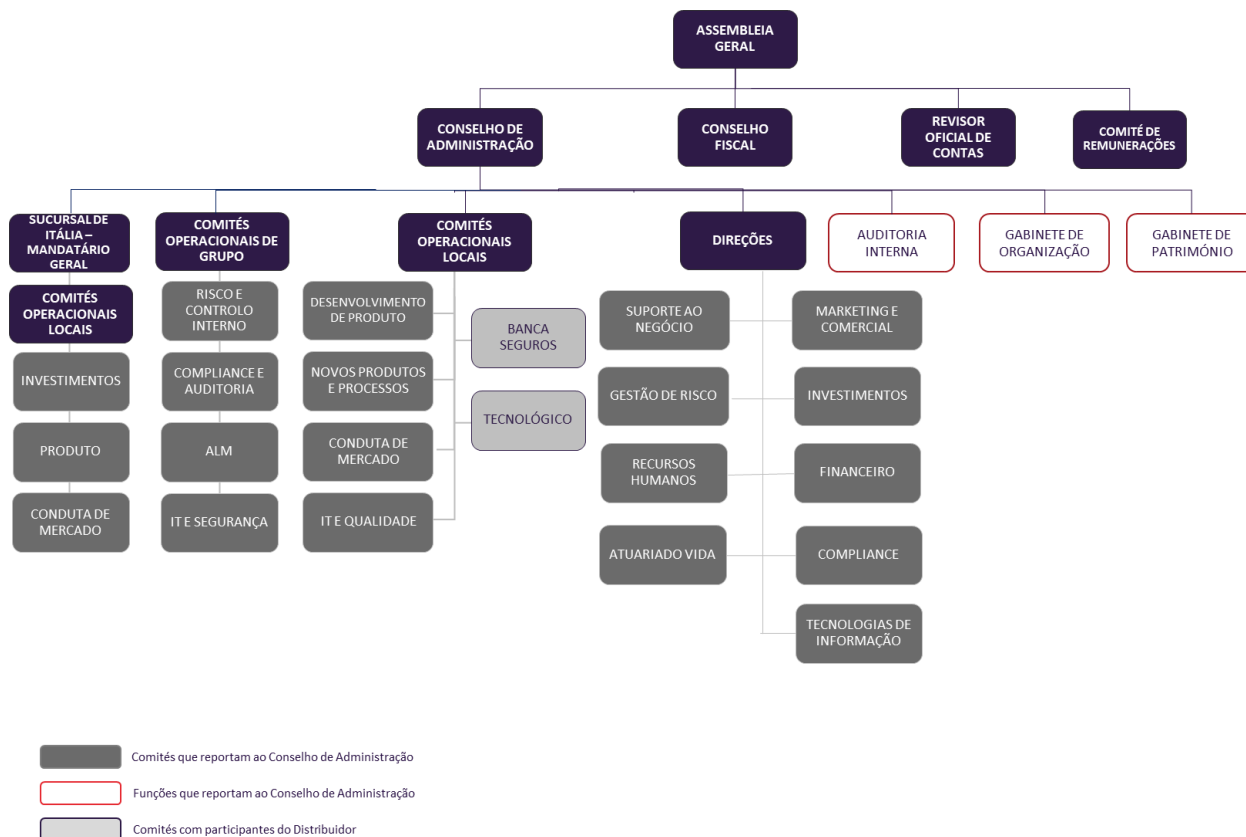 ASSEMBLEIA
GERAL
CONSELHO DE
ADMINISTRAÇÃO
CONSELHO
FISCAL
REVISOR
OFICIAL DE
CONTAS
COMITÉ DE
REMUNERAÇÕES
SUCURSAL DE
ITÁLIA –
MANDATÁRIO
GERAL
COMITÉS
OPERACIONAIS DE
GRUPO
COMITÉS
OPERACIONAIS
LOCAIS
DIREÇÕES
AUDITORIA
INTERNA
GABINETE DE
ORGANIZAÇÃO
GABINETE DE
PATRIMÓNIO
COMITÉS
OPERACIONAIS
LOCAIS
INVESTIMENTOS
PRODUTO
CONDUTA DE
MERCADO
RISCO E
CONTROLO
INTERNO
COMPLIANCE E
AUDITORIA
ALM
IT E SEGURANÇA
DESENVOLVIMENTO
DE PRODUTO
NOVOS PRODUTOS
E PROCESSOS
CONDUTA DE
MERCADO
IT E QUALIDADE
BANCA
SEGUROS
TECNOLÓGICO
SUPORTE AO
NEGÓCIO
MARKETING E
COMERCIAL
GESTÃO DE RISCO
INVESTIMENTOS
RECURSOS
HUMANOS
FINANCEIRO
ATUARIADO VIDA
COMPLIANCE
TECNOLOGIAS DE
INFORMAÇÃO
Comités que reportam ao Conselho de Administração
Funções que reportam ao Conselho de Administração
Comités com participantes do Distribuidor